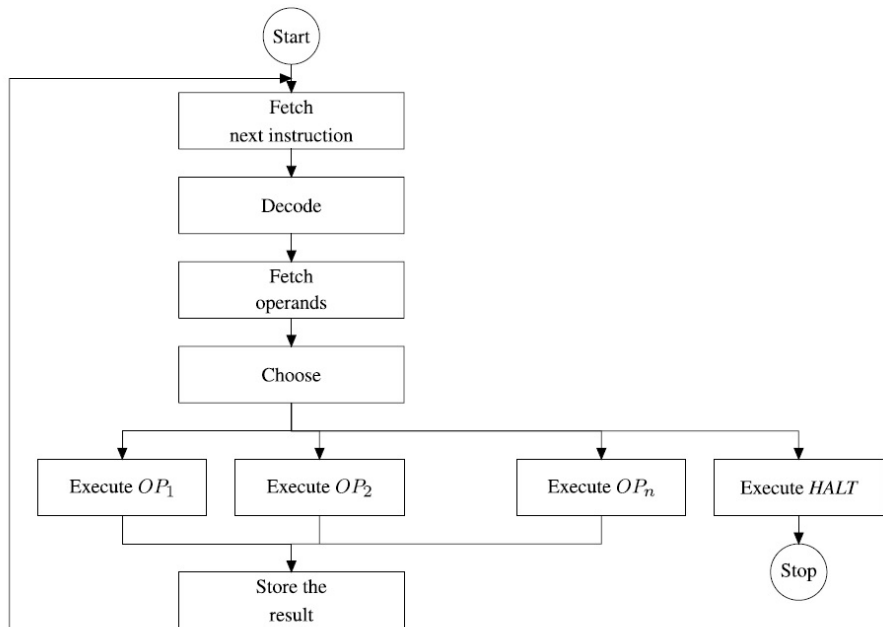 Start
Fetch
next instruction
Decode
Fetch
operands
Choose
Execute OP₁
Execute OP₂
Execute OPₙ
Execute HALT
Stop
Store the
result